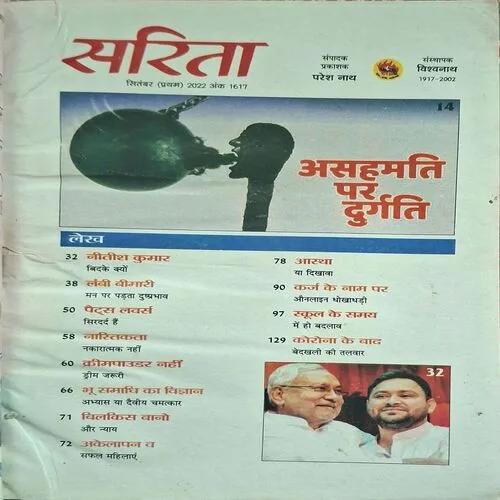 सरिता
सितंबर (प्रथम) 2022 अंक 1617
संपादक
प्रकाशक
परेश नाथ
संस्थापक
विश्वनाथ
1917-2002
14
असहमति
पर
दुर्गति
लेख
32 नीतीश कुमार
बिदके क्यों
38 लंबी बीमारी
मन पर पड़ता दुष्प्रभाव
50 पैट्स लवर्स
सिरदर्द हैं
58 नास्तिकता
नकारात्मक नहीं
60 क्रीमपाउडर नहीं
ड्रीम जरूरी
66 भू समाधि का विज्ञान
अभ्यास या दैवीय चमत्कार
71 बिलकिस बानो
और न्याय
72 अकेलापन व
सफल महिलाएं
78 आस्था
या दिखावा
90 कर्ज के नाम पर
औनलाइन धोखाधड़ी
97 स्कूल के समय
में हो बदलाव
129 कोरोना के बाद
बेदखली की तलवार
32